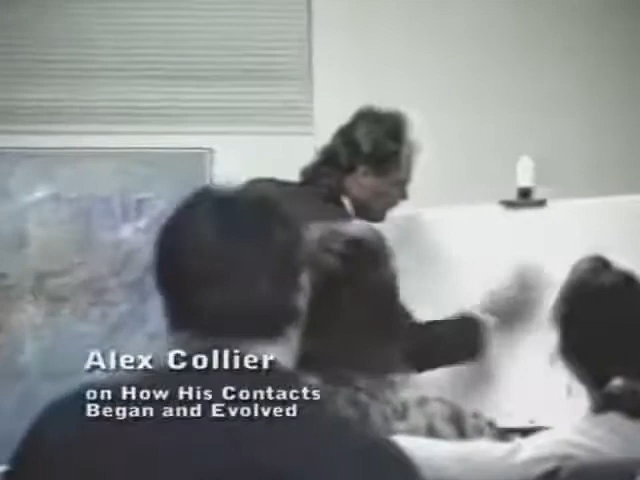 Alex Collier
on How His Contacts
Began and Evolved